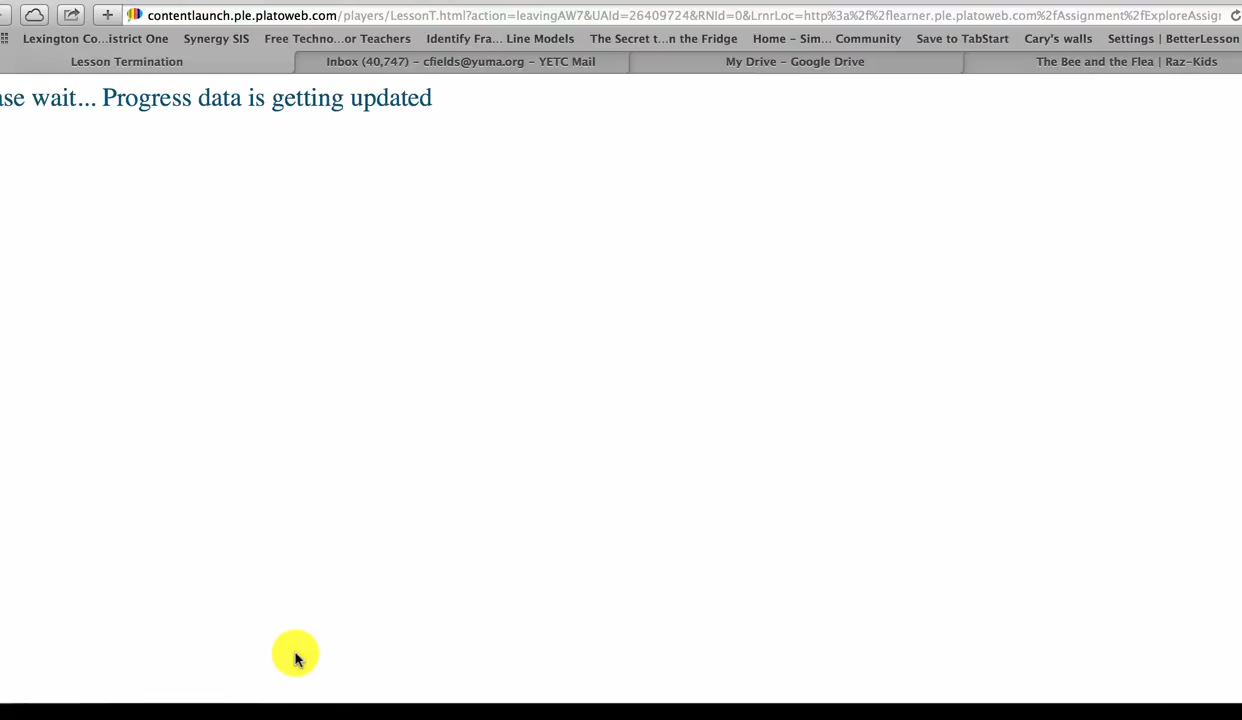 contentlaunch.ple.platoweb.com/players/LessonT.html?action=leavingAW7&UAId=26409724&RNId=0&LrnrLoc=http%3a%2f%2flearner.ple.platoweb.com%2fAssignment%2fExploreAssig
Lexington Co...istrict One Synergy SIS Free Techno...or Teachers Identify Fra... Line Models The Secret t...n the Fridge Home – Sim... Community Save to TabStart Cary's walls Settings | BetterLesson
Lesson Termination Inbox (40,747) – cfields@yuma.org – YETC Mail My Drive – Google Drive The Bee and the Flea | Raz-Kids
ase wait... Progress data is getting updated